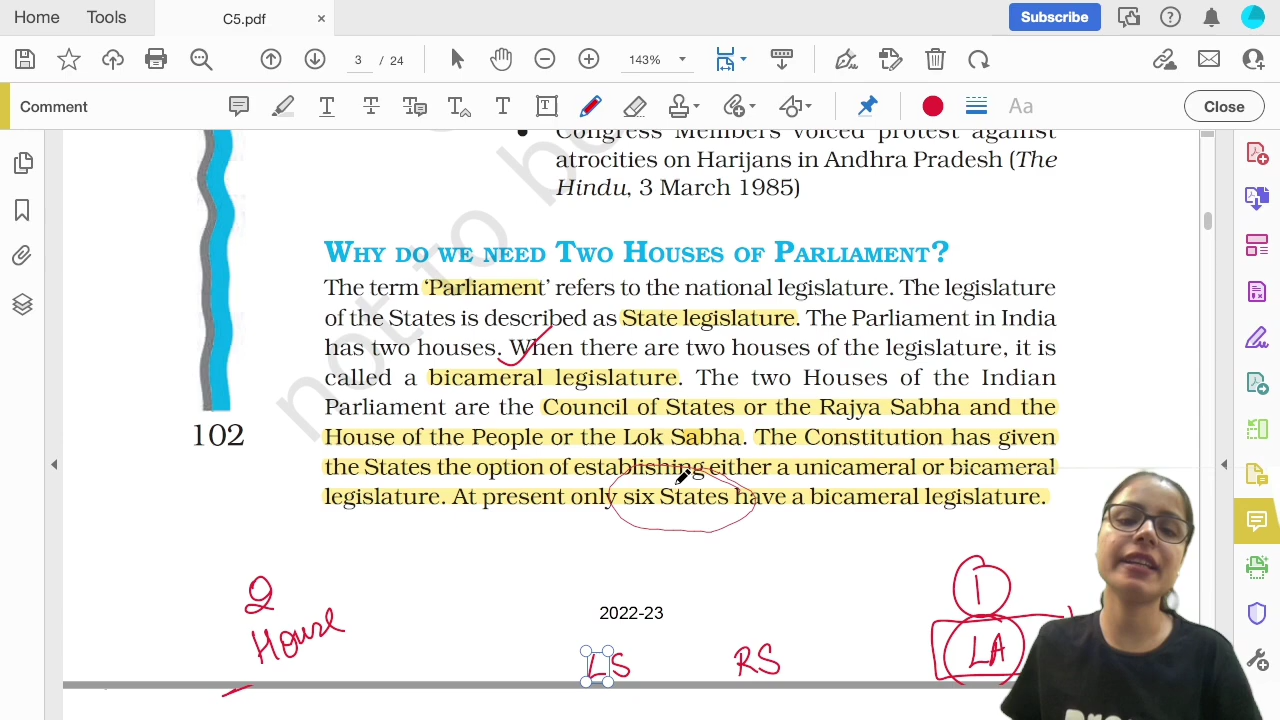 Home Tools C5.pdf × Subscribe
3 / 24 143%
Comment Aa Close
Congress Members voiced protest against
atrocities on Harijans in Andhra Pradesh (The
Hindu, 3 March 1985)
WHY DO WE NEED TWO HOUSES OF PARLIAMENT?
The term ‘Parliament’ refers to the national legislature. The legislature
of the States is described as State legislature. The Parliament in India
has two houses. When there are two houses of the legislature, it is
called a bicameral legislature. The two Houses of the Indian
Parliament are the Council of States or the Rajya Sabha and the
102
House of the People or the Lok Sabha. The Constitution has given
the States the option of establishing either a unicameral or bicameral
legislature. At present only six States have a bicameral legislature.
not to b
2
House
1
2022-23
LS RS LA